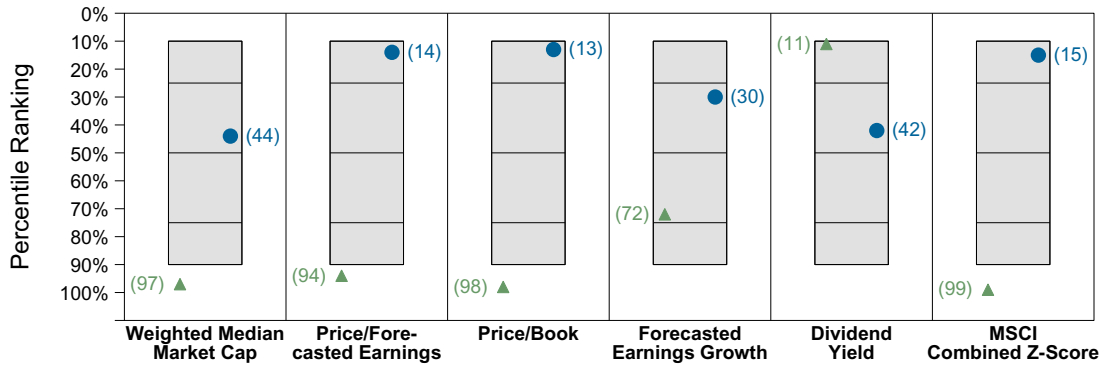 Percentile Ranking
0%
10%
20%
30%
40%
50%
60%
70%
80%
90%
100%
(44)
(97)
(14)
(94)
(13)
(98)
(30)
(72)
(11)
(42)
(15)
(99)
Weighted Median
Market Cap
Price/Fore-
casted Earnings
Price/Book
Forecasted
Earnings Growth
Dividend
Yield
MSCI
Combined Z-Score